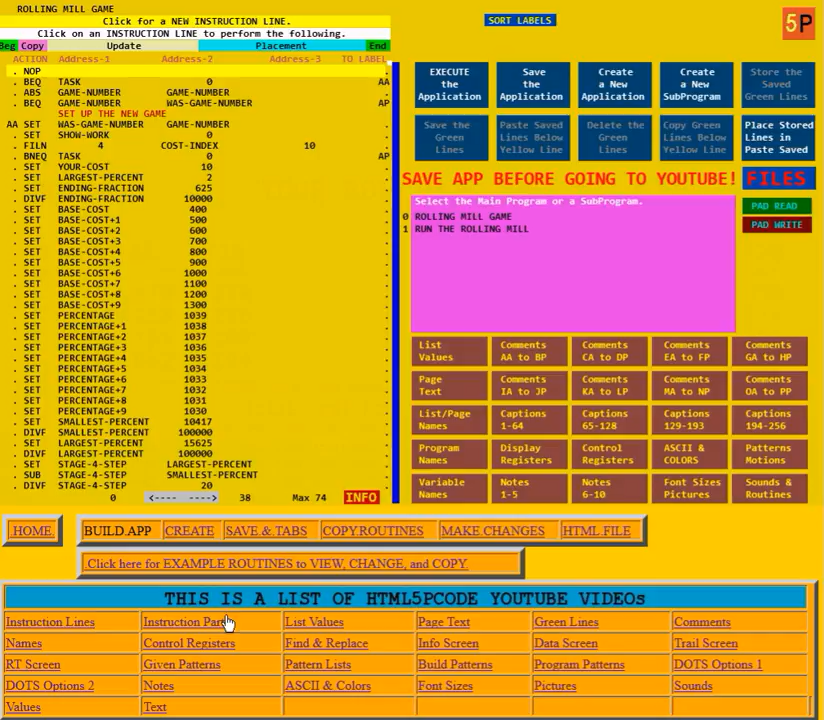 ROLLING MILL GAME
Click for a NEW INSTRUCTION LINE.
Click on an INSTRUCTION LINE to perform the following.
Beg Copy Update Placement End
ACTION Address-1 Address-2 Address-3 TO LABEL
. NOP .
. BEQ TASK 0 AA
. ABS GAME-NUMBER GAME-NUMBER .
. BEQ GAME-NUMBER WAS-GAME-NUMBER AP
SET UP THE NEW GAME
AA SET WAS-GAME-NUMBER GAME-NUMBER .
. SET SHOW-WORK 0 .
. FILN 4 COST-INDEX 10 .
. BNEQ TASK 0 AP
. SET YOUR-COST 10 .
. SET LARGEST-PERCENT 2 .
. SET ENDING-FRACTION 625 .
. DIVF ENDING-FRACTION 10000 .
. SET BASE-COST 400 .
. SET BASE-COST+1 500 .
. SET BASE-COST+2 600 .
. SET BASE-COST+3 700 .
. SET BASE-COST+4 800 .
. SET BASE-COST+5 900 .
. SET BASE-COST+6 1000 .
. SET BASE-COST+7 1100 .
. SET BASE-COST+8 1200 .
. SET BASE-COST+9 1300 .
. SET PERCENTAGE 1039 .
. SET PERCENTAGE+1 1038 .
. SET PERCENTAGE+2 1037 .
. SET PERCENTAGE+3 1036 .
. SET PERCENTAGE+4 1035 .
. SET PERCENTAGE+5 1034 .
. SET PERCENTAGE+6 1033 .
. SET PERCENTAGE+7 1032 .
. SET PERCENTAGE+8 1031 .
. SET PERCENTAGE+9 1030 .
. SET SMALLEST-PERCENT 10417 .
. DIVF SMALLEST-PERCENT 100000 .
. SET LARGEST-PERCENT 15625 .
. DIVF LARGEST-PERCENT 100000 .
. SET STAGE-4-STEP LARGEST-PERCENT .
. SUB STAGE-4-STEP SMALLEST-PERCENT .
. DIVF STAGE-4-STEP 20 .
0 <---- ----> 38 Max 74 INFO
SORT LABELS
5P
EXECUTE the Application
Save the Application
Create a New Application
Create a New SubProgram
Store the Saved Green Lines
Save the Green Lines
Paste Saved Lines Below Yellow Line
Delete the Green Lines
Copy Green Lines Below Yellow Line
Place Stored Lines in Paste Saved
SAVE APP BEFORE GOING TO YOUTUBE! FILES
Select the Main Program or a SubProgram.
0 ROLLING MILL GAME
1 RUN THE ROLLING MILL
PAD READ
PAD WRITE
List Values
Comments AA to BP
Comments CA to DP
Comments EA to FP
Comments GA to HP
Page Text
Comments IA to JP
Comments KA to LP
Comments MA to NP
Comments OA to PP
List/Page Names
Captions 1-64
Captions 65-128
Captions 129-193
Captions 194-256
Program Names
Display Registers
Control Registers
ASCII & COLORS
Patterns Motions
Variable Names
Notes 1-5
Notes 6-10
Font Sizes Pictures
Sounds & Routines
HOME BUILD.APP CREATE SAVE.&.TABS COPY.ROUTINES MAKE.CHANGES HTML.FILE
.Click here for EXAMPLE ROUTINES to VIEW, CHANGE, and COPY.
THIS IS A LIST OF HTML5PCODE YOUTUBE VIDEOs
Instruction Lines Instruction Parts List Values Page Text Green Lines Comments
Names Control Registers Find & Replace Info Screen Data Screen Trail Screen
RT Screen Given Patterns Pattern Lists Build Patterns Program Patterns DOTS Options 1
DOTS Options 2 Notes ASCII & Colors Font Sizes Pictures Sounds
Values Text